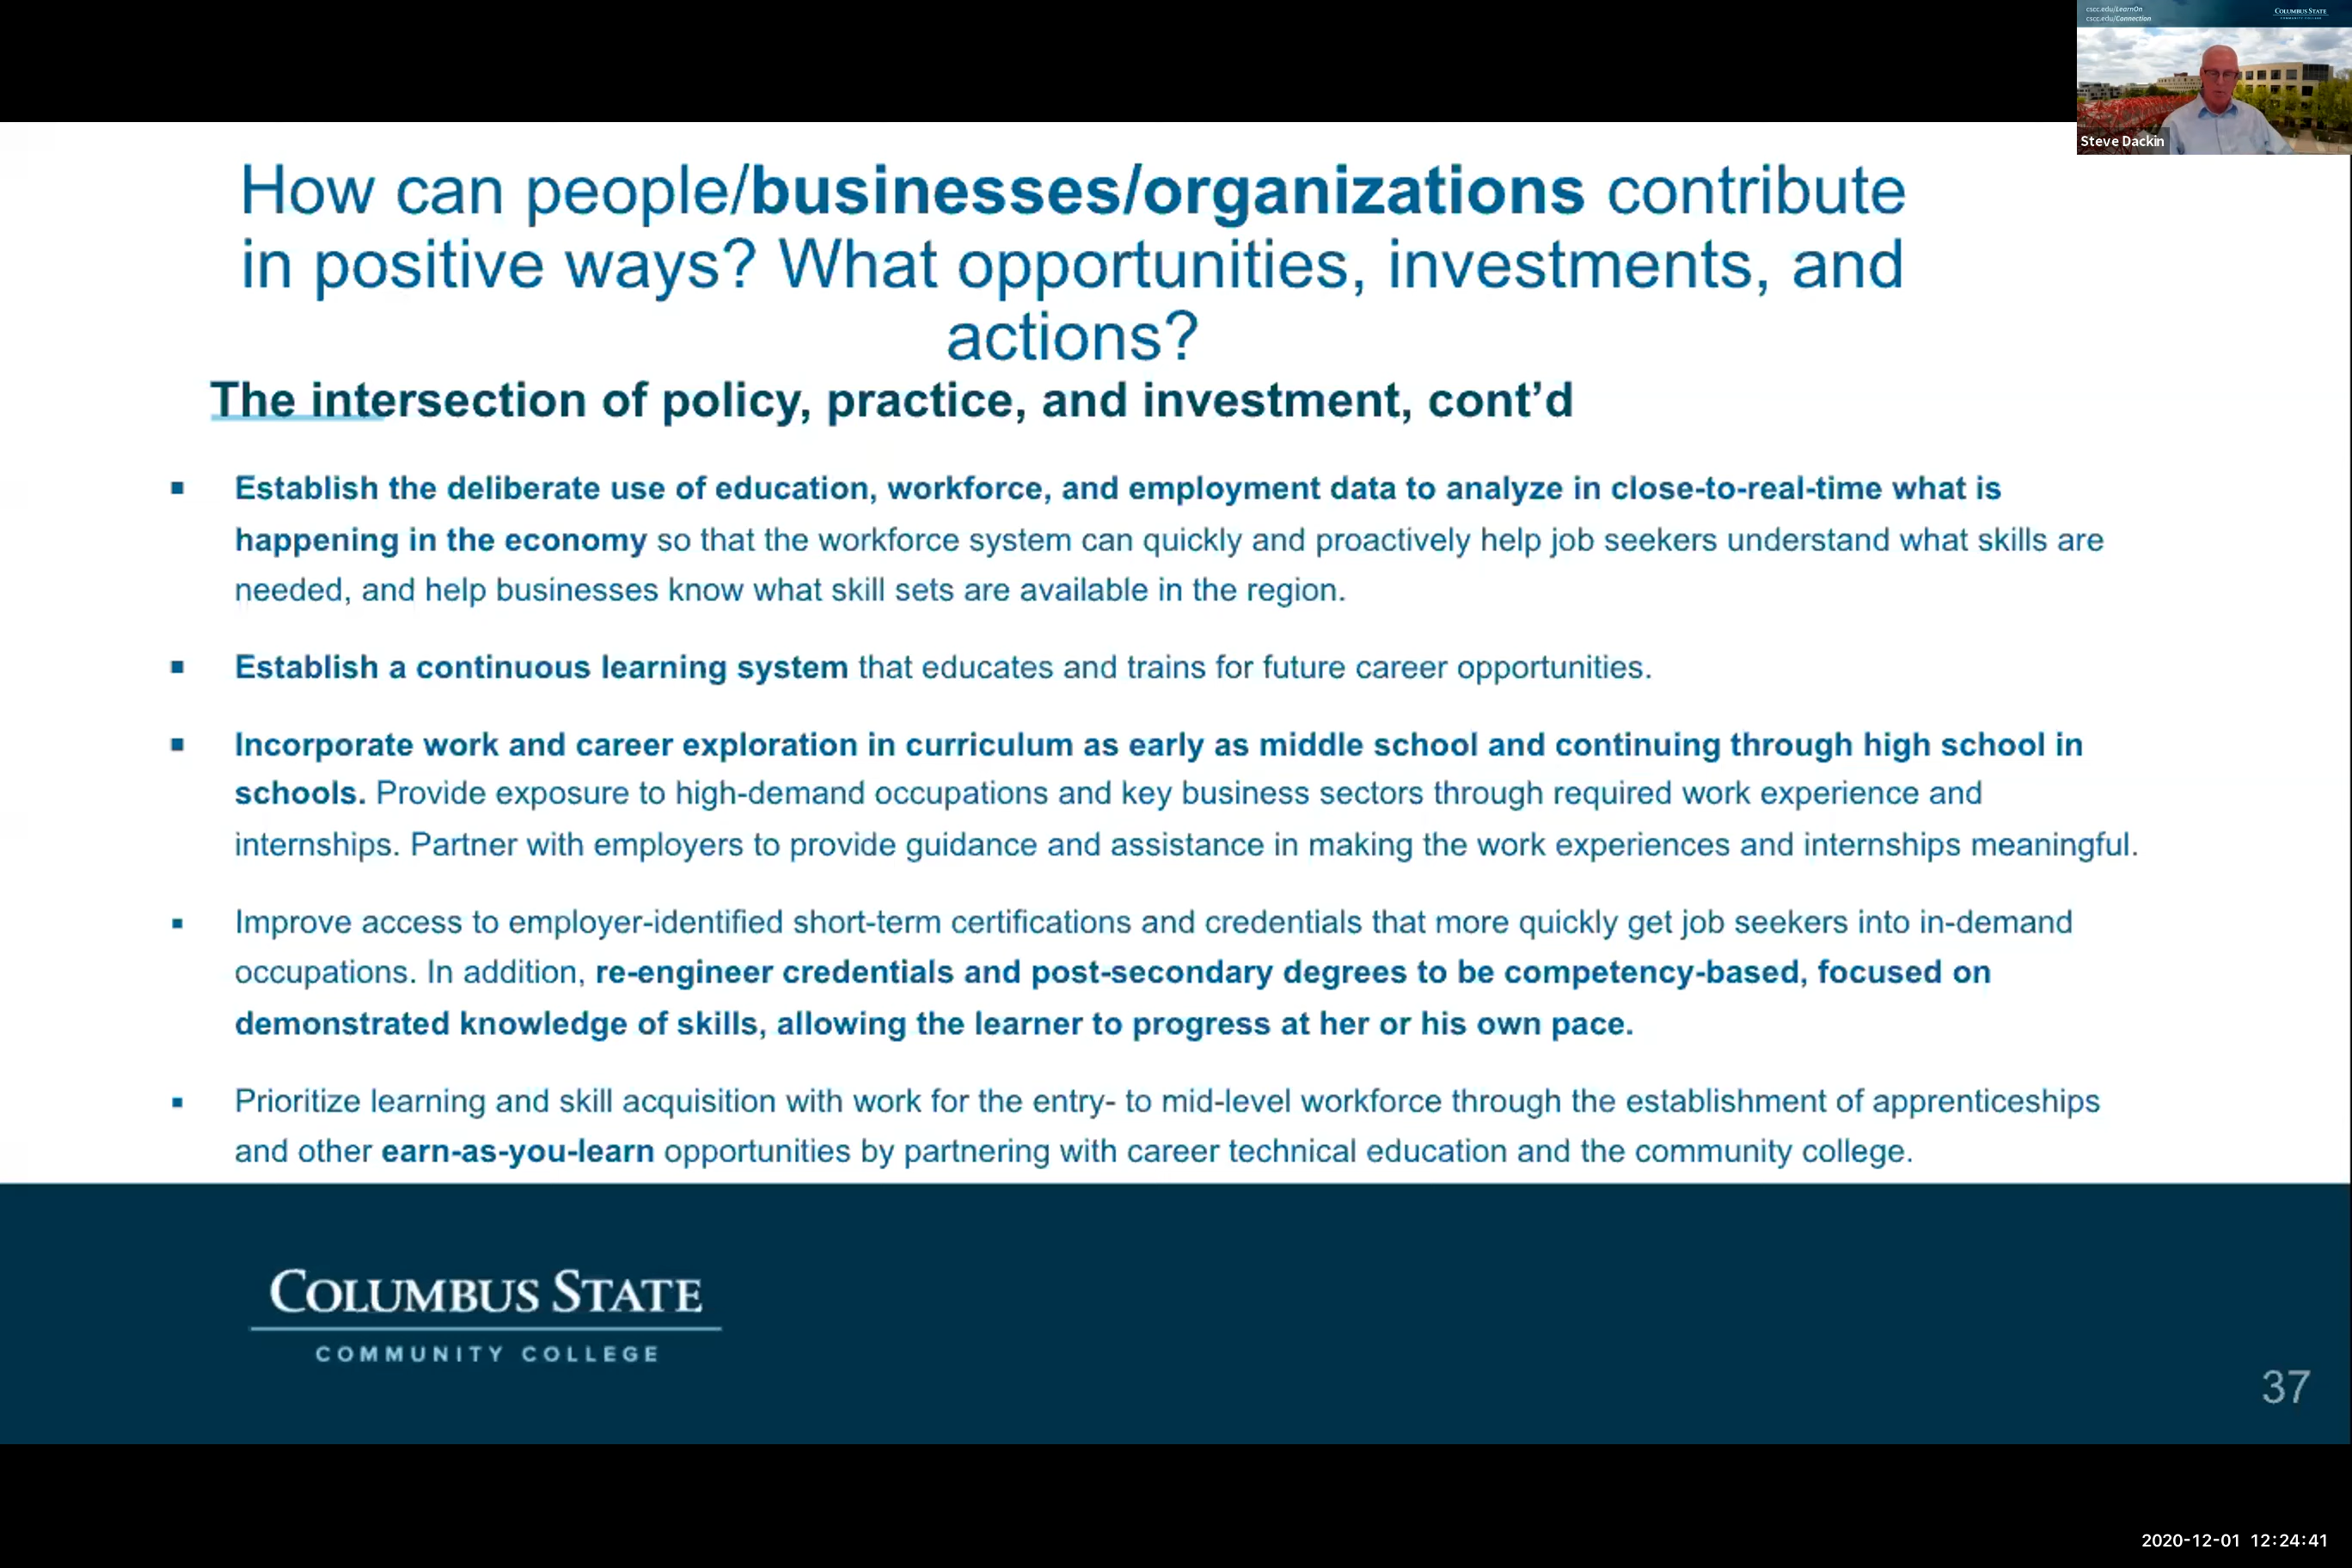 cscc.edu/LearnOn
cscc.edu/Connection
COLUMBUS STATE
COMMUNITY COLLEGE
Steve Dackin
How can people/businesses/organizations contribute
in positive ways? What opportunities, investments, and
actions?
The intersection of policy, practice, and investment, cont’d
▪ Establish the deliberate use of education, workforce, and employment data to analyze in close-to-real-time what is
happening in the economy so that the workforce system can quickly and proactively help job seekers understand what skills are
needed, and help businesses know what skill sets are available in the region.
▪ Establish a continuous learning system that educates and trains for future career opportunities.
▪ Incorporate work and career exploration in curriculum as early as middle school and continuing through high school in
schools. Provide exposure to high-demand occupations and key business sectors through required work experience and
internships. Partner with employers to provide guidance and assistance in making the work experiences and internships meaningful.
▪ Improve access to employer-identified short-term certifications and credentials that more quickly get job seekers into in-demand
occupations. In addition, re-engineer credentials and post-secondary degrees to be competency-based, focused on
demonstrated knowledge of skills, allowing the learner to progress at her or his own pace.
▪ Prioritize learning and skill acquisition with work for the entry- to mid-level workforce through the establishment of apprenticeships
and other earn-as-you-learn opportunities by partnering with career technical education and the community college.
COLUMBUS STATE
COMMUNITY COLLEGE
37
2020-12-01 12:24:41